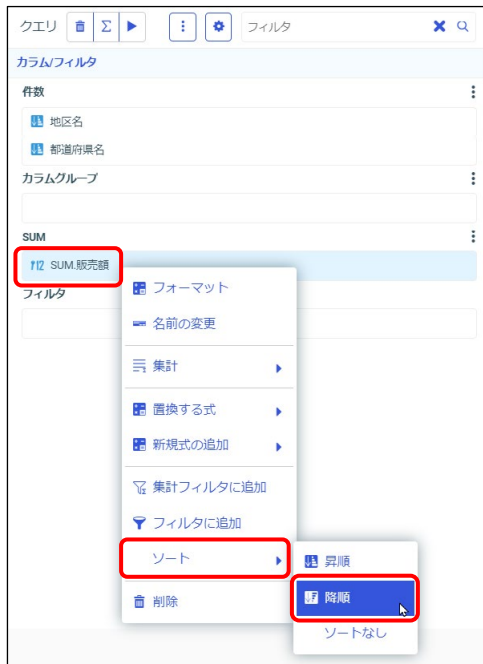 クエリ
フィルタ
カラム/フィルタ
件数
地区名
都道府県名
カラムグループ
SUM
SUM.販売額
フィルタ
フォーマット
名前の変更
集計
置換する式
新規式の追加
集計フィルタに追加
フィルタに追加
ソート
昇順
降順
ソートなし
削除